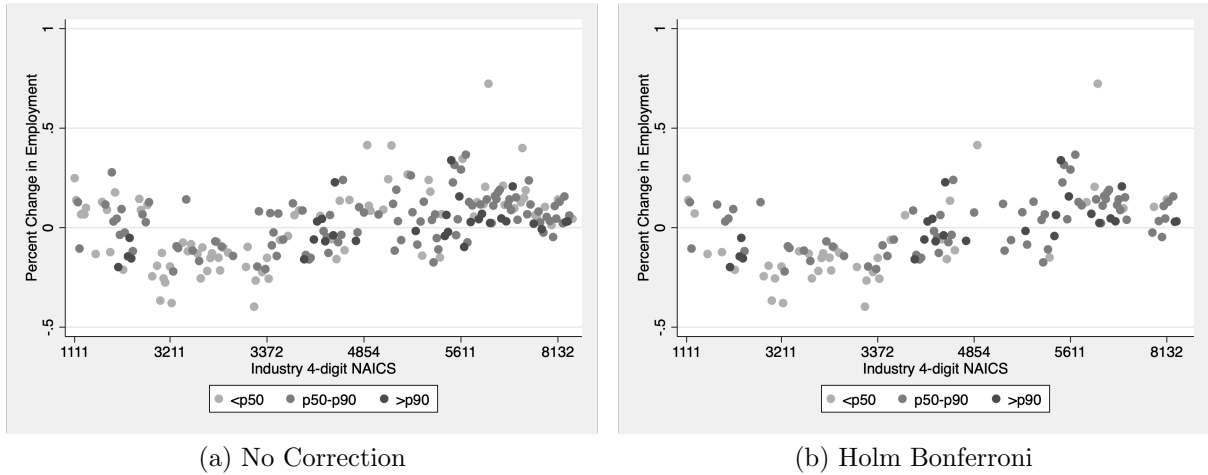 1
.5
0
-.5
Percent Change in Employment
1111 3211 3372 4854 5611 8132
Industry 4-digit NAICS
<p50 p50-p90 >p90
(a) No Correction
1
.5
0
-.5
Percent Change in Employment
1111 3211 3372 4854 5611 8132
Industry 4-digit NAICS
<p50 p50-p90 >p90
(b) Holm Bonferroni